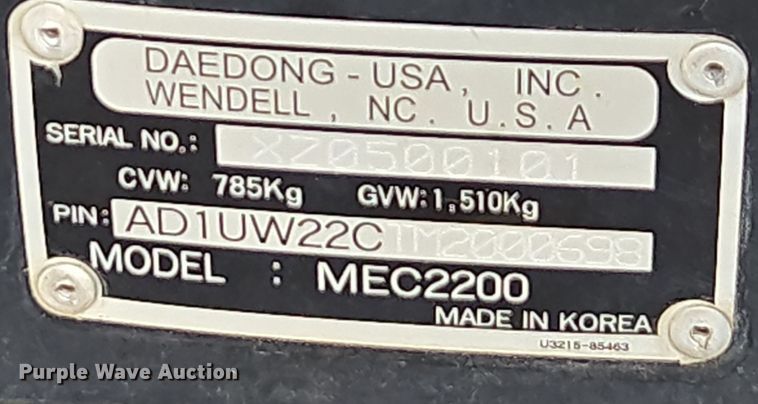 DAEDONG - USA, INC.
WENDELL, NC. U.S.A
SERIAL NO.: XZ0500101
CVW: 785Kg GVW: 1,510Kg
PIN: AD1UW22C
MODEL : MEC2200
MADE IN KOREA
U3215-85463
Purple Wave Auction